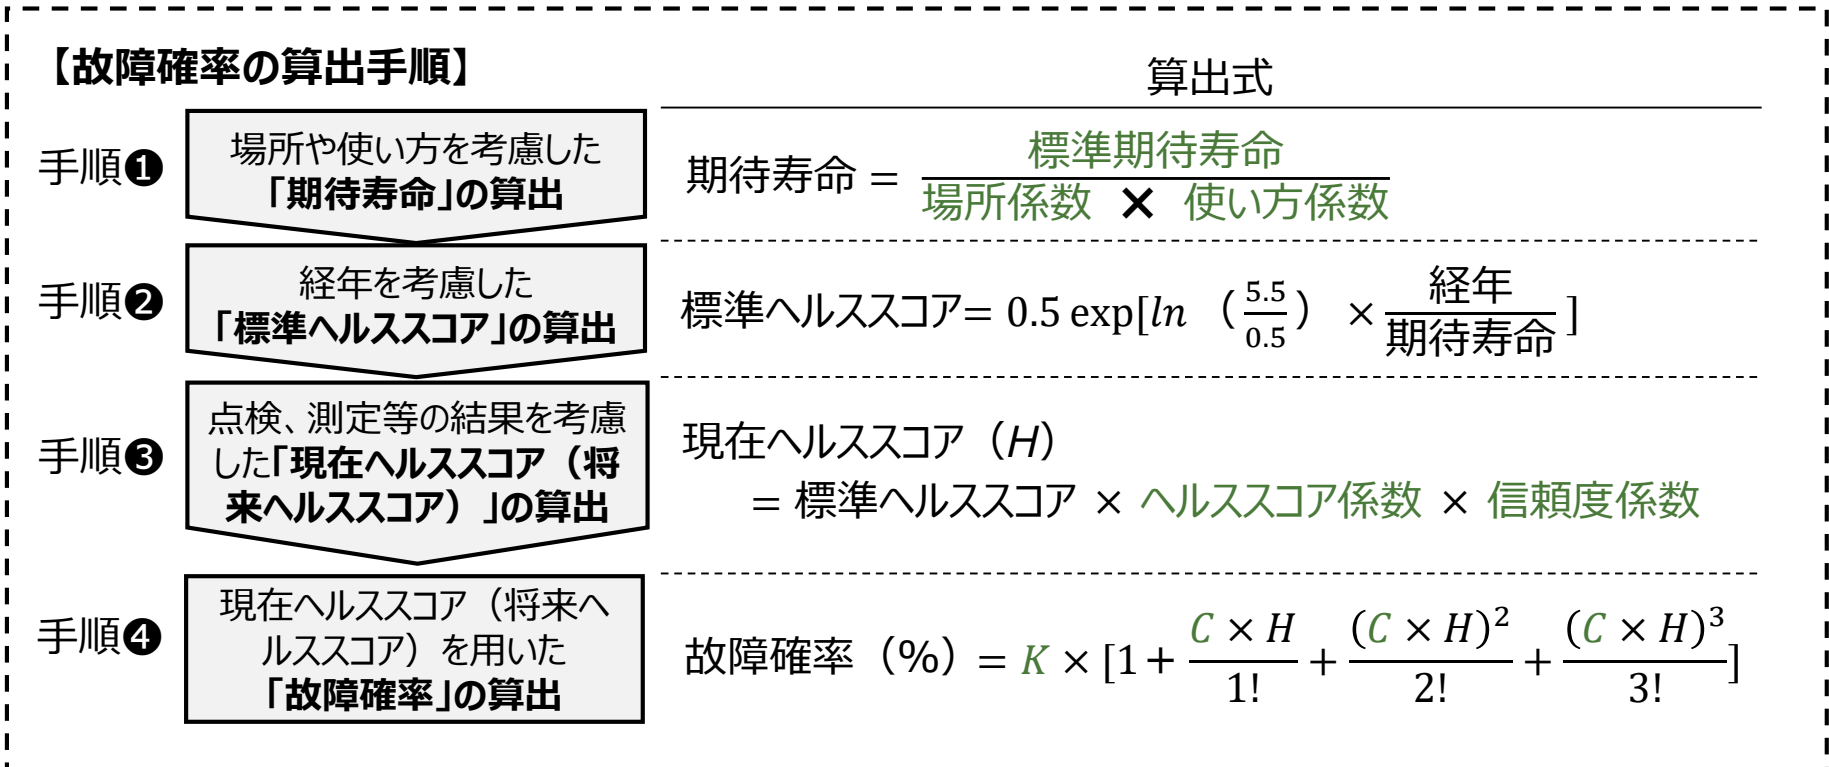 【故障確率の算出手順】
算出式
手順❶
場所や使い方を考慮した
「期待寿命」の算出
期待寿命 = 標準期待寿命 / 場所係数 × 使い方係数
手順❷
経年を考慮した
「標準ヘルススコア」の算出
標準ヘルススコア= 0.5 exp[ln （5.5/0.5） × 経年/期待寿命 ]
手順❸
点検、測定等の結果を考慮
した「現在ヘルススコア（将
来ヘルススコア）」の算出
現在ヘルススコア（H）
= 標準ヘルススコア × ヘルススコア係数 × 信頼度係数
手順❹
現在ヘルススコア（将来ヘ
ルススコア）を用いた
「故障確率」の算出
故障確率（%）= K × [1 + C × H/1! + (C × H)²/2! + (C × H)³/3!]